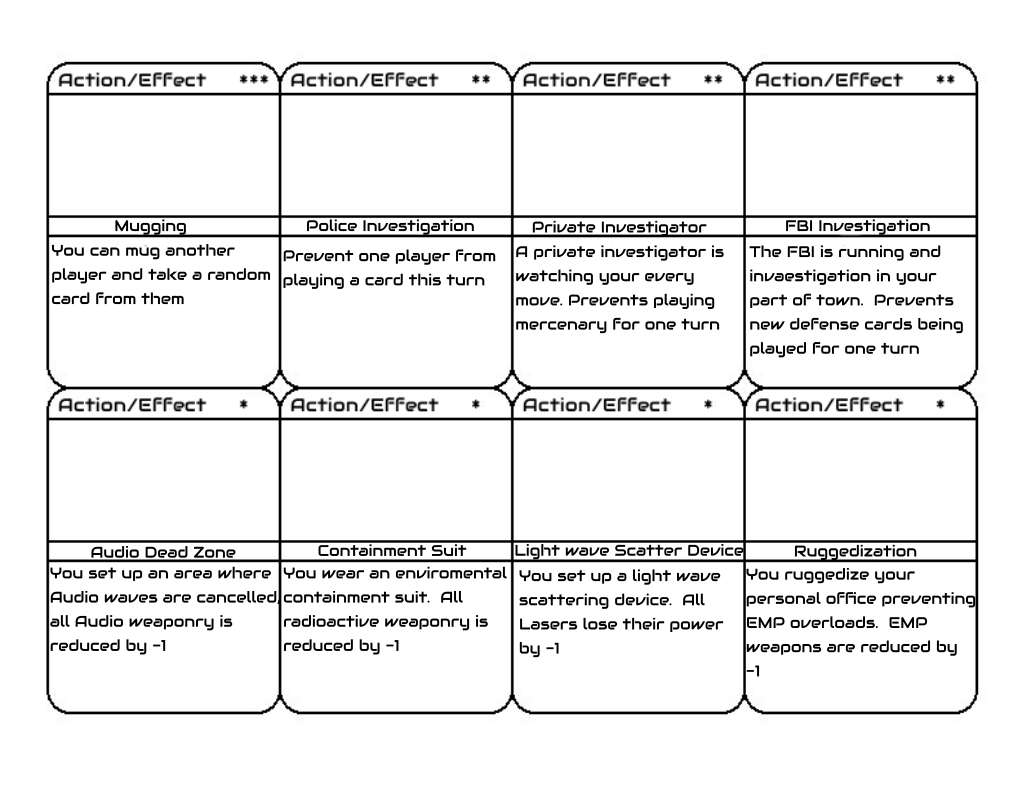 Action/Effect ***
Mugging
You can mug another
player and take a random
card from them
Action/Effect **
Police Investigation
Prevent one player from
playing a card this turn
Action/Effect **
Private Investigator
A private investigator is
watching your every
move. Prevents playing
mercenary for one turn
Action/Effect **
FBI Investigation
The FBI is running and
invaestigation in your
part of town.  Prevents
new defense cards being
played for one turn
Action/Effect *
Audio Dead Zone
You set up an area where
Audio waves are cancelled,
all Audio weaponry is
reduced by -1
Action/Effect *
Containment Suit
You wear an enviromental
containment suit.  All
radioactive weaponry is
reduced by -1
Action/Effect *
Light wave Scatter Device
You set up a light wave
scattering device.  All
Lasers lose their power
by -1
Action/Effect *
Ruggedization
You ruggedize your
personal office preventing
EMP overloads.  EMP
weapons are reduced by
-1